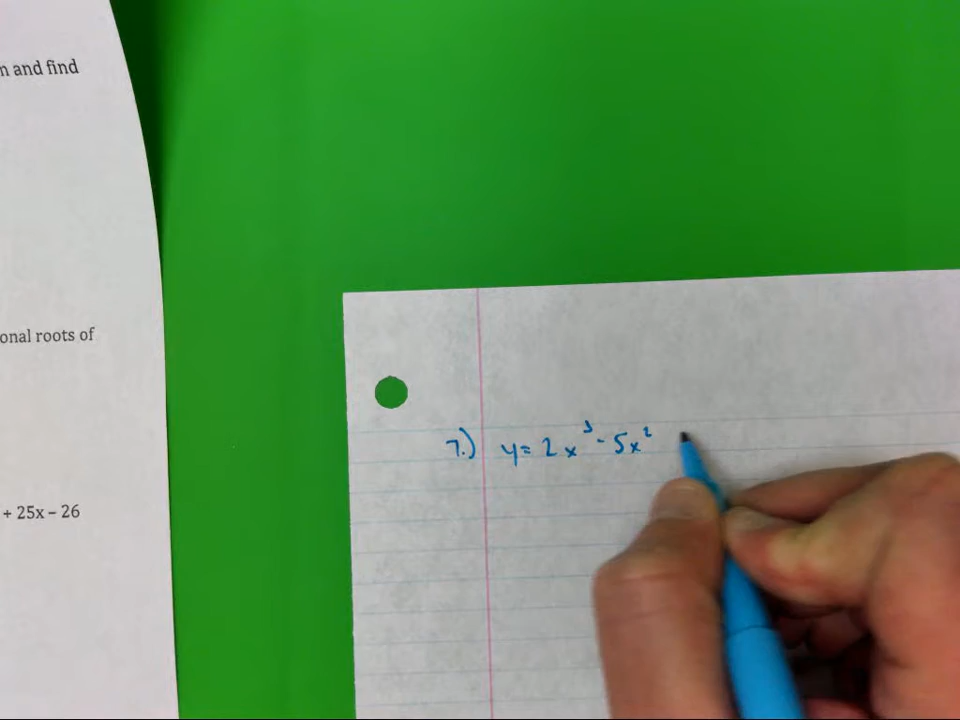 n and find
onal roots of
+ 25x – 26
7.) y = 2x³ - 5x²